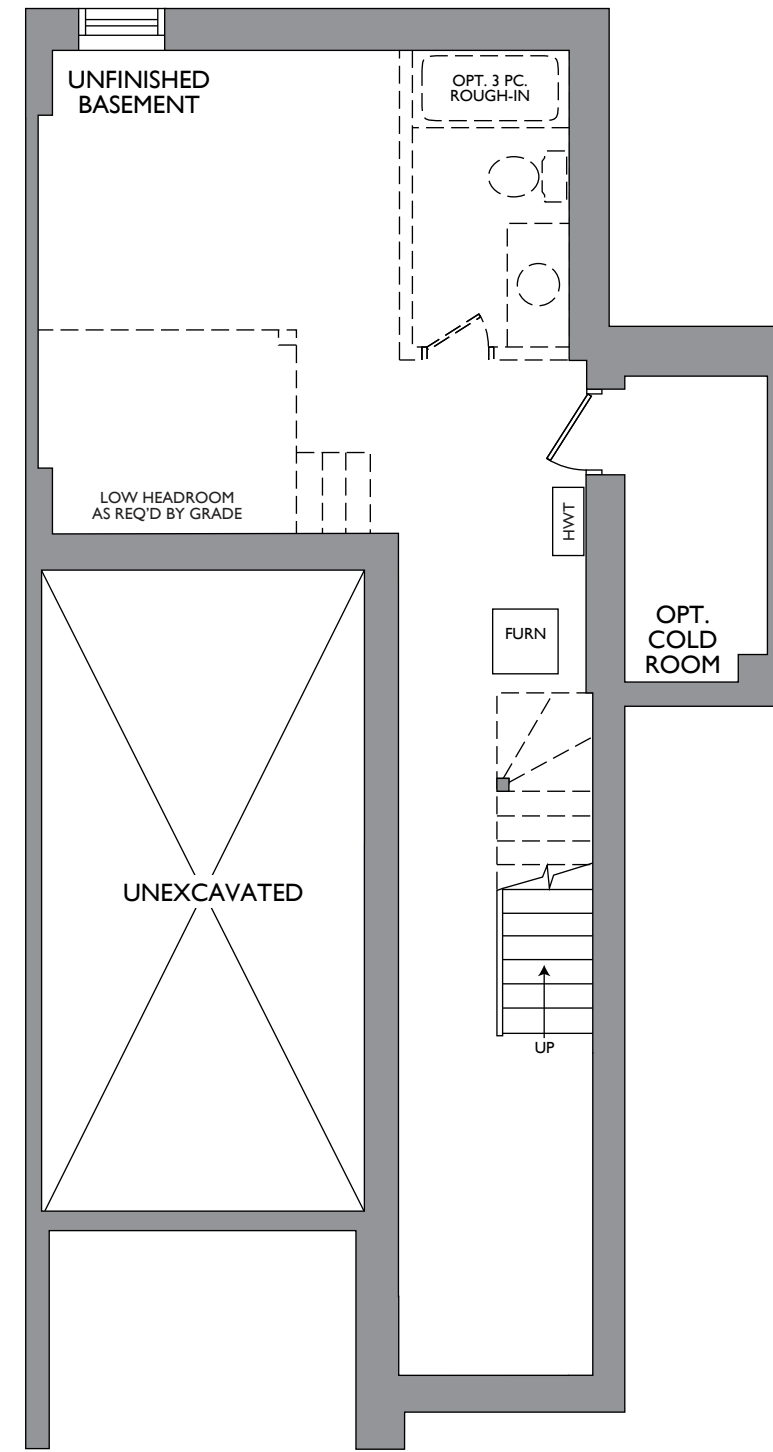 UNFINISHED
BASEMENT
OPT. 3 PC.
ROUGH-IN
LOW HEADROOM
AS REQ'D BY GRADE
HWT
FURN
OPT.
COLD
ROOM
UNEXCAVATED
UP